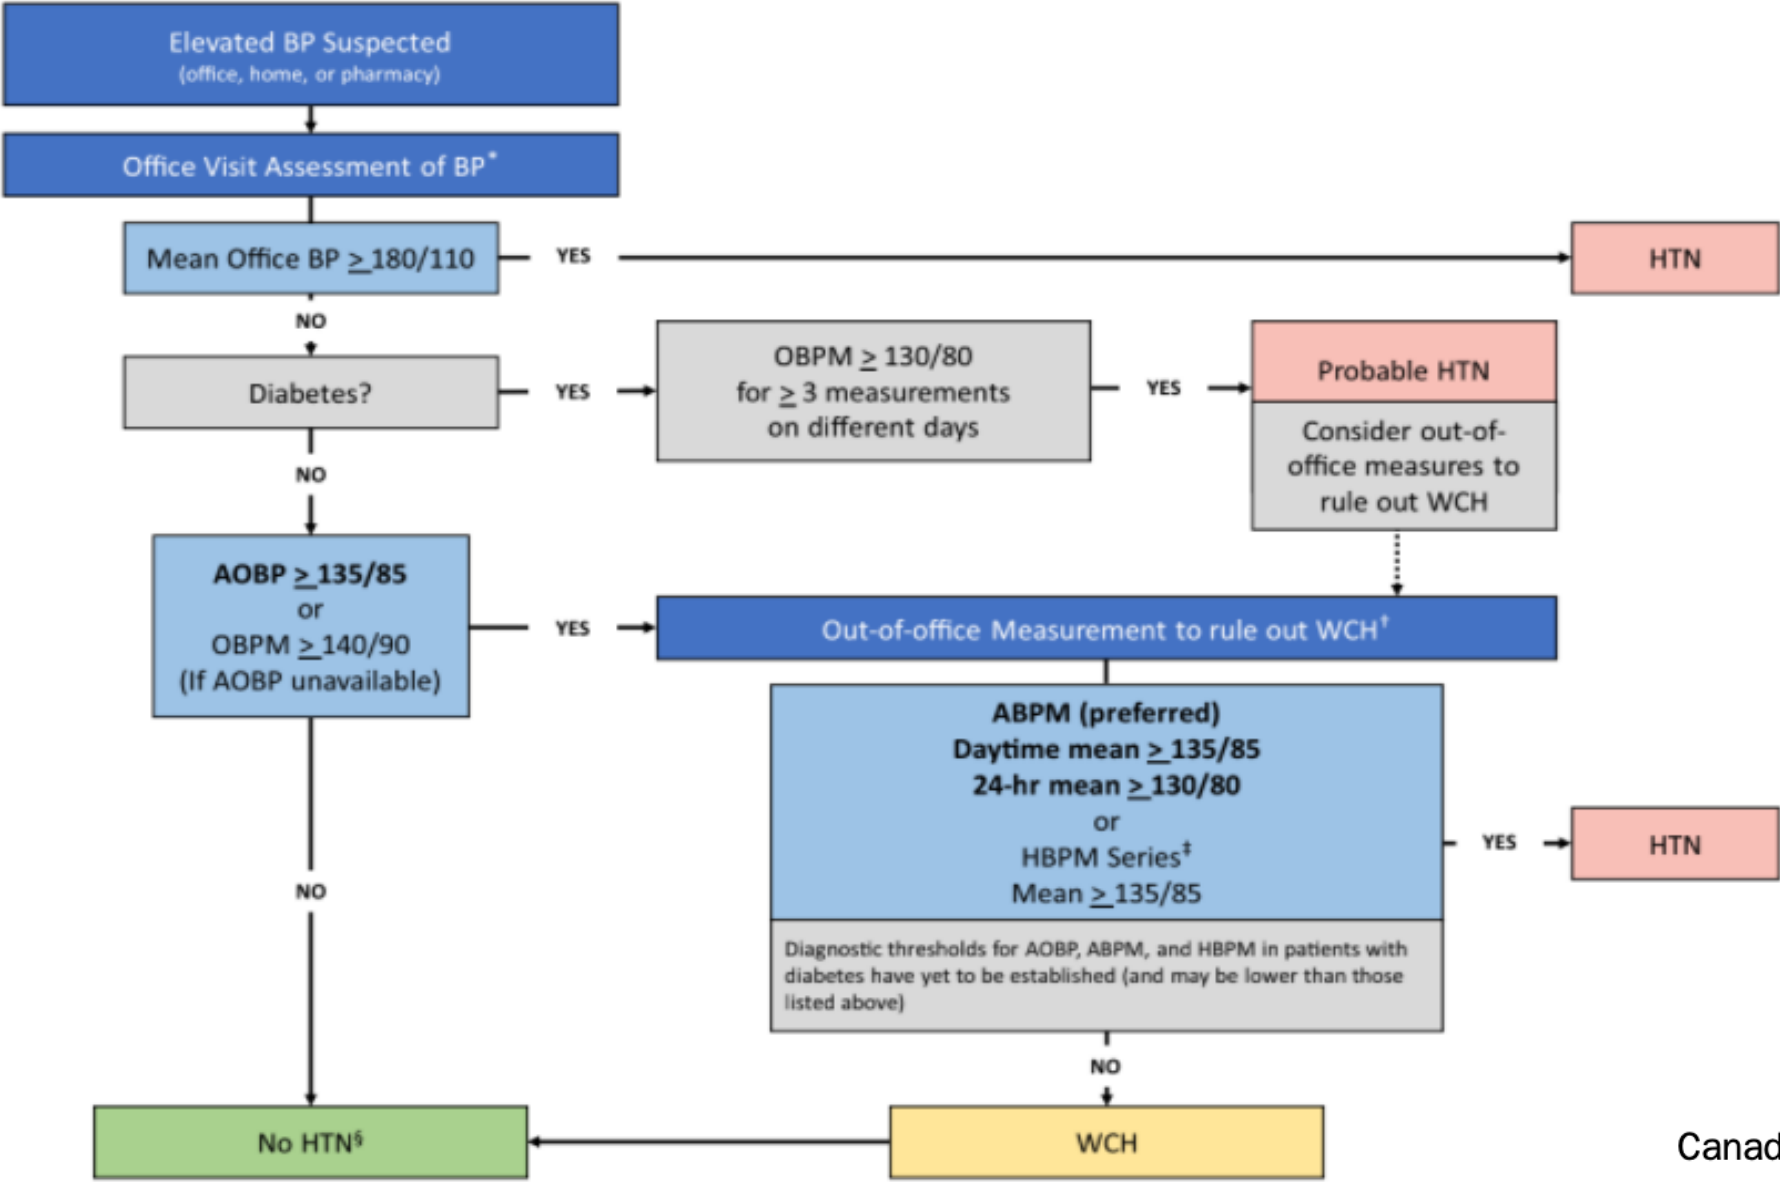 Elevated BP Suspected
(office, home, or pharmacy)
Office Visit Assessment of BP*
Mean Office BP ≥ 180/110
YES
HTN
NO
Diabetes?
YES
OBPM ≥ 130/80
for ≥ 3 measurements
on different days
YES
Probable HTN
Consider out-of-
office measures to
rule out WCH
NO
AOBP ≥ 135/85
or
OBPM ≥ 140/90
(If AOBP unavailable)
YES
Out-of-office Measurement to rule out WCH†
ABPM (preferred)
Daytime mean ≥ 135/85
24-hr mean ≥ 130/80
or
HBPM Series‡
Mean ≥ 135/85
YES
HTN
Diagnostic thresholds for AOBP, ABPM, and HBPM in patients with
diabetes have yet to be established (and may be lower than those
listed above)
NO
NO
No HTN§
WCH
Canad